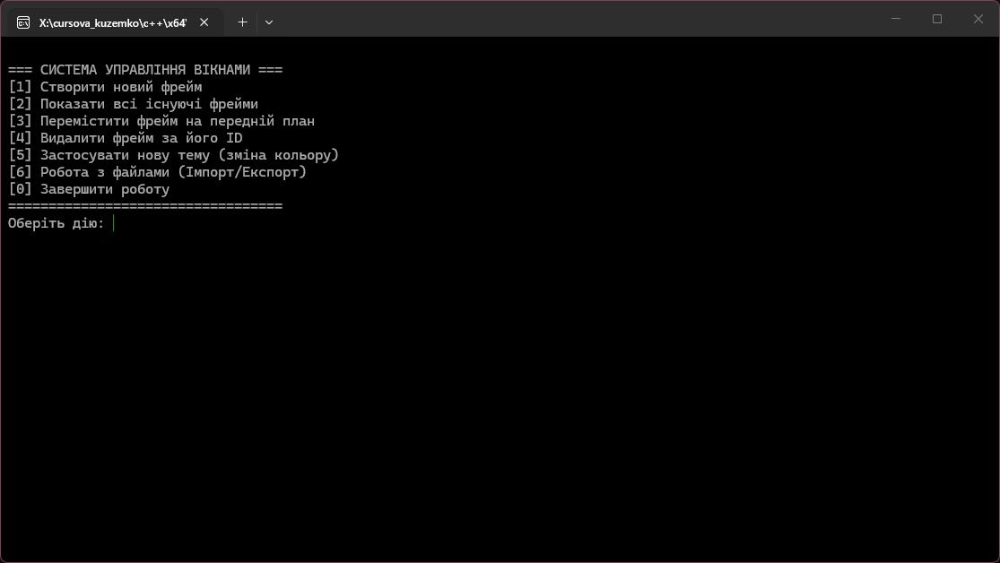 X:\cursova_kuzemko\c++\x64\
=== СИСТЕМА УПРАВЛІННЯ ВІКНАМИ ===
[1] Створити новий фрейм
[2] Показати всі існуючі фрейми
[3] Перемістити фрейм на передній план
[4] Видалити фрейм за його ID
[5] Застосувати нову тему (зміна кольору)
[6] Робота з файлами (Імпорт/Експорт)
[0] Завершити роботу
==================================
Оберіть дію: